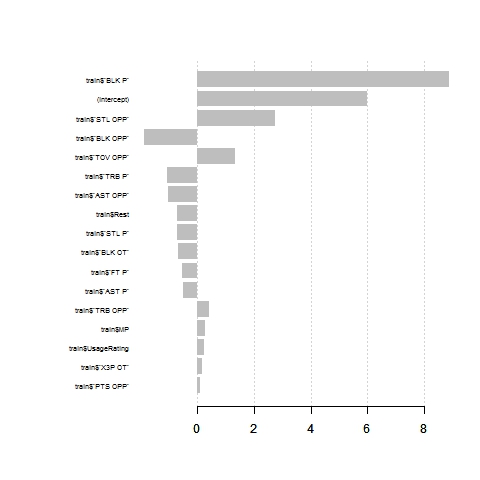 train$`BLK P`
(Intercept)
train$`STL OPP`
train$`BLK OPP`
train$`TOV OPP`
train$`TRB P`
train$`AST OPP`
train$Rest
train$`STL P`
train$`BLK OT`
train$`FT P`
train$`AST P`
train$`TRB OPP`
train$MP
train$UsageRating
train$`X3P OT`
train$`PTS OPP`
0 2 4 6 8